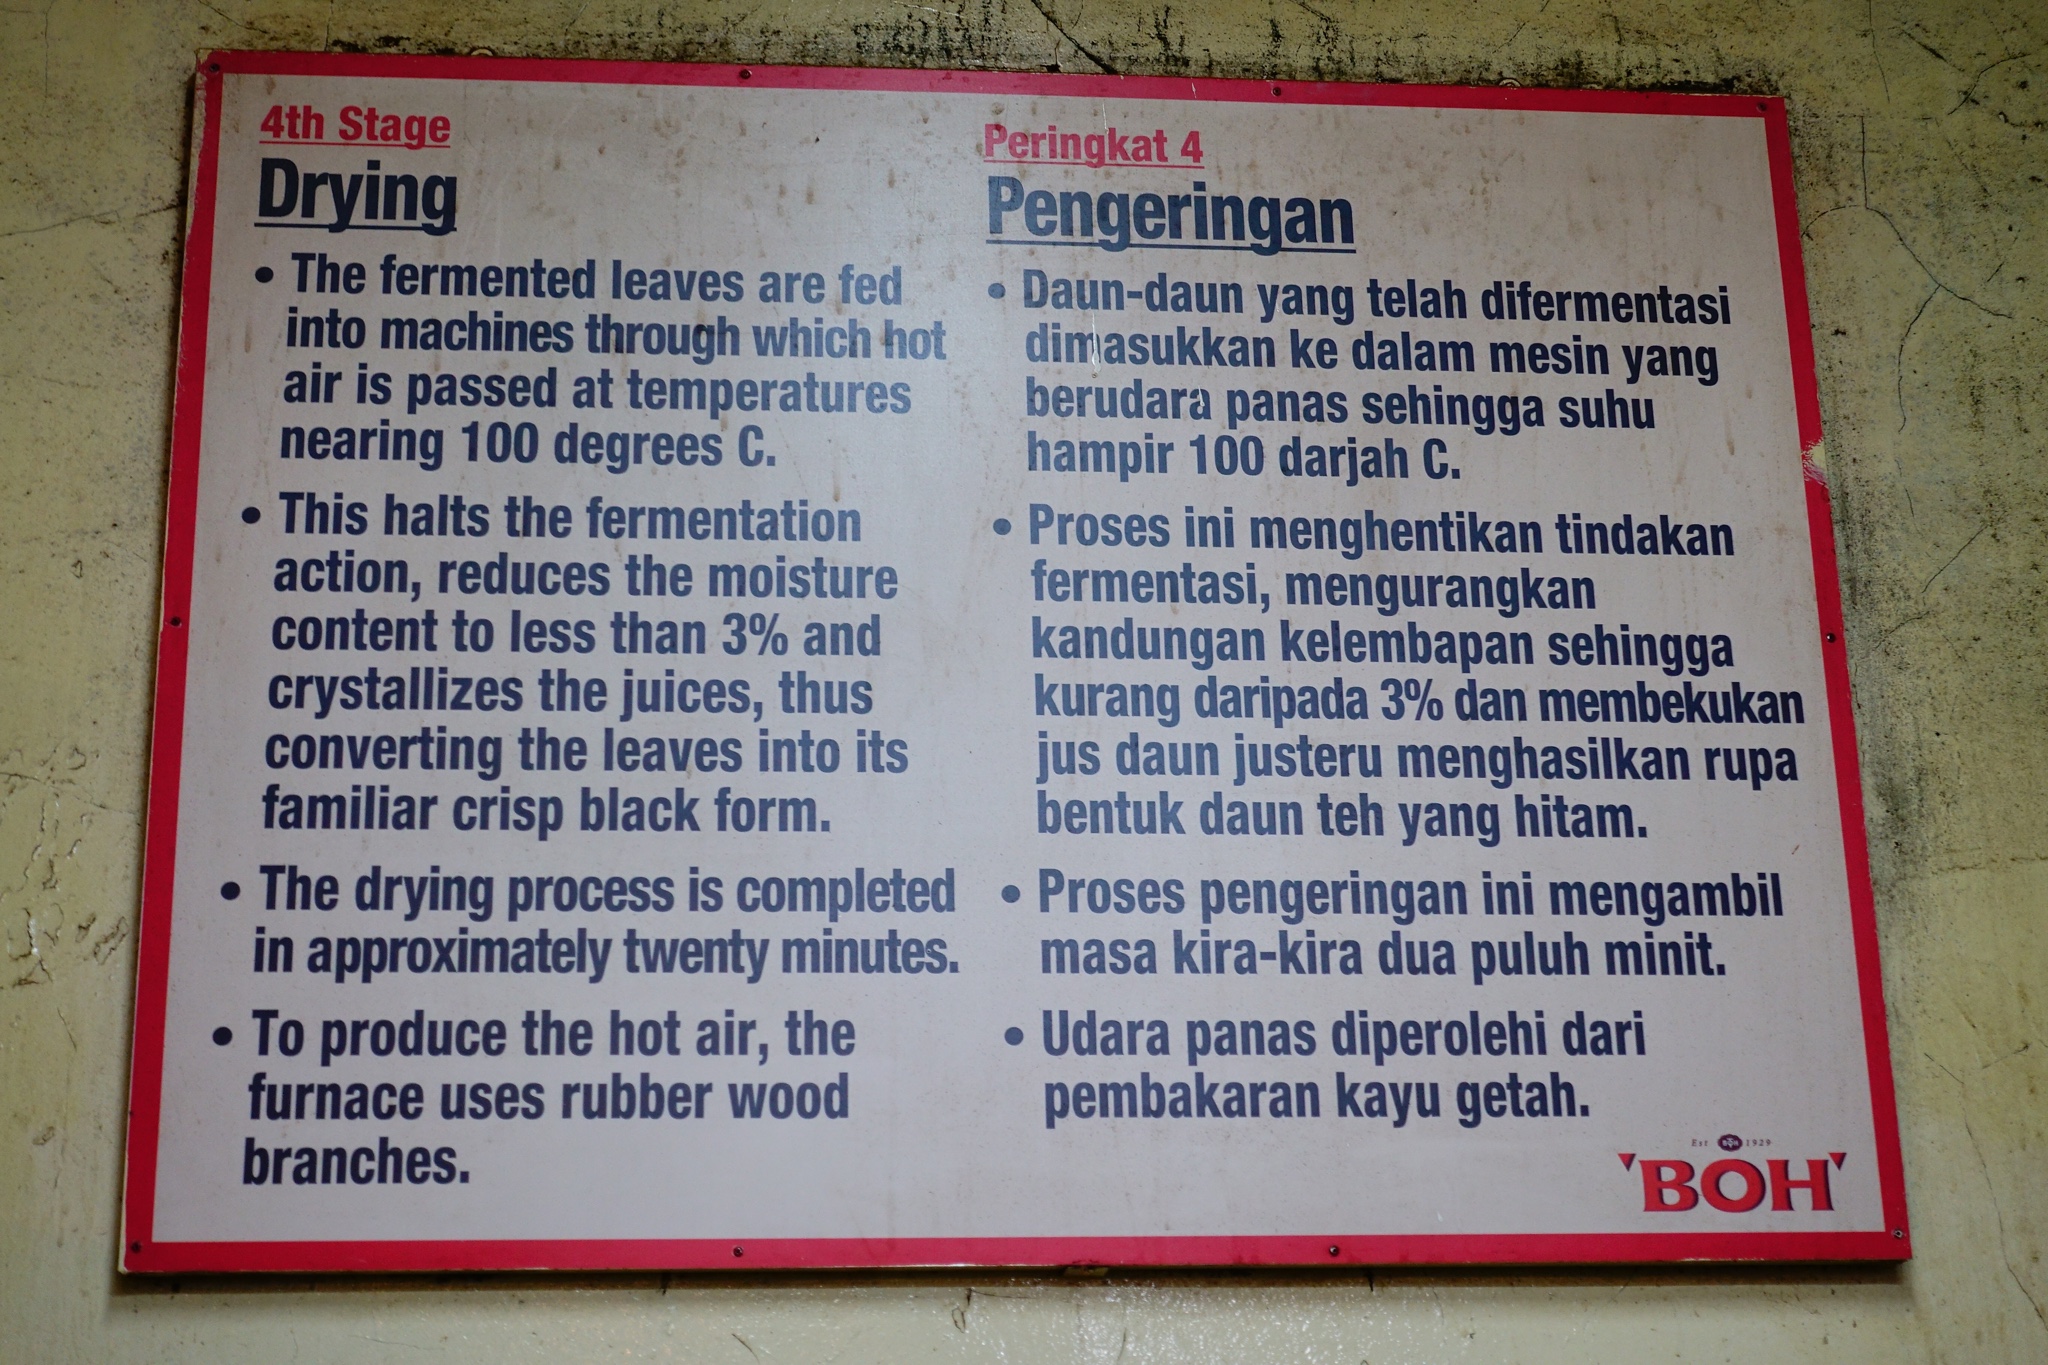 4th Stage
Drying
• The fermented leaves are fed
into machines through which hot
air is passed at temperatures
nearing 100 degrees C.
• This halts the fermentation
action, reduces the moisture
content to less than 3% and
crystallizes the juices, thus
converting the leaves into its
familiar crisp black form.
• The drying process is completed
in approximately twenty minutes.
• To produce the hot air, the
furnace uses rubber wood
branches.
Peringkat 4
Pengeringan
• Daun-daun yang telah difermentasi
dimasukkan ke dalam mesin yang
berudara panas sehingga suhu
hampir 100 darjah C.
• Proses ini menghentikan tindakan
fermentasi, mengurangkan
kandungan kelembapan sehingga
kurang daripada 3% dan membekukan
jus daun justeru menghasilkan rupa
bentuk daun teh yang hitam.
• Proses pengeringan ini mengambil
masa kira-kira dua puluh minit.
• Udara panas diperolehi dari
pembakaran kayu getah.
Est 1929
'BOH'